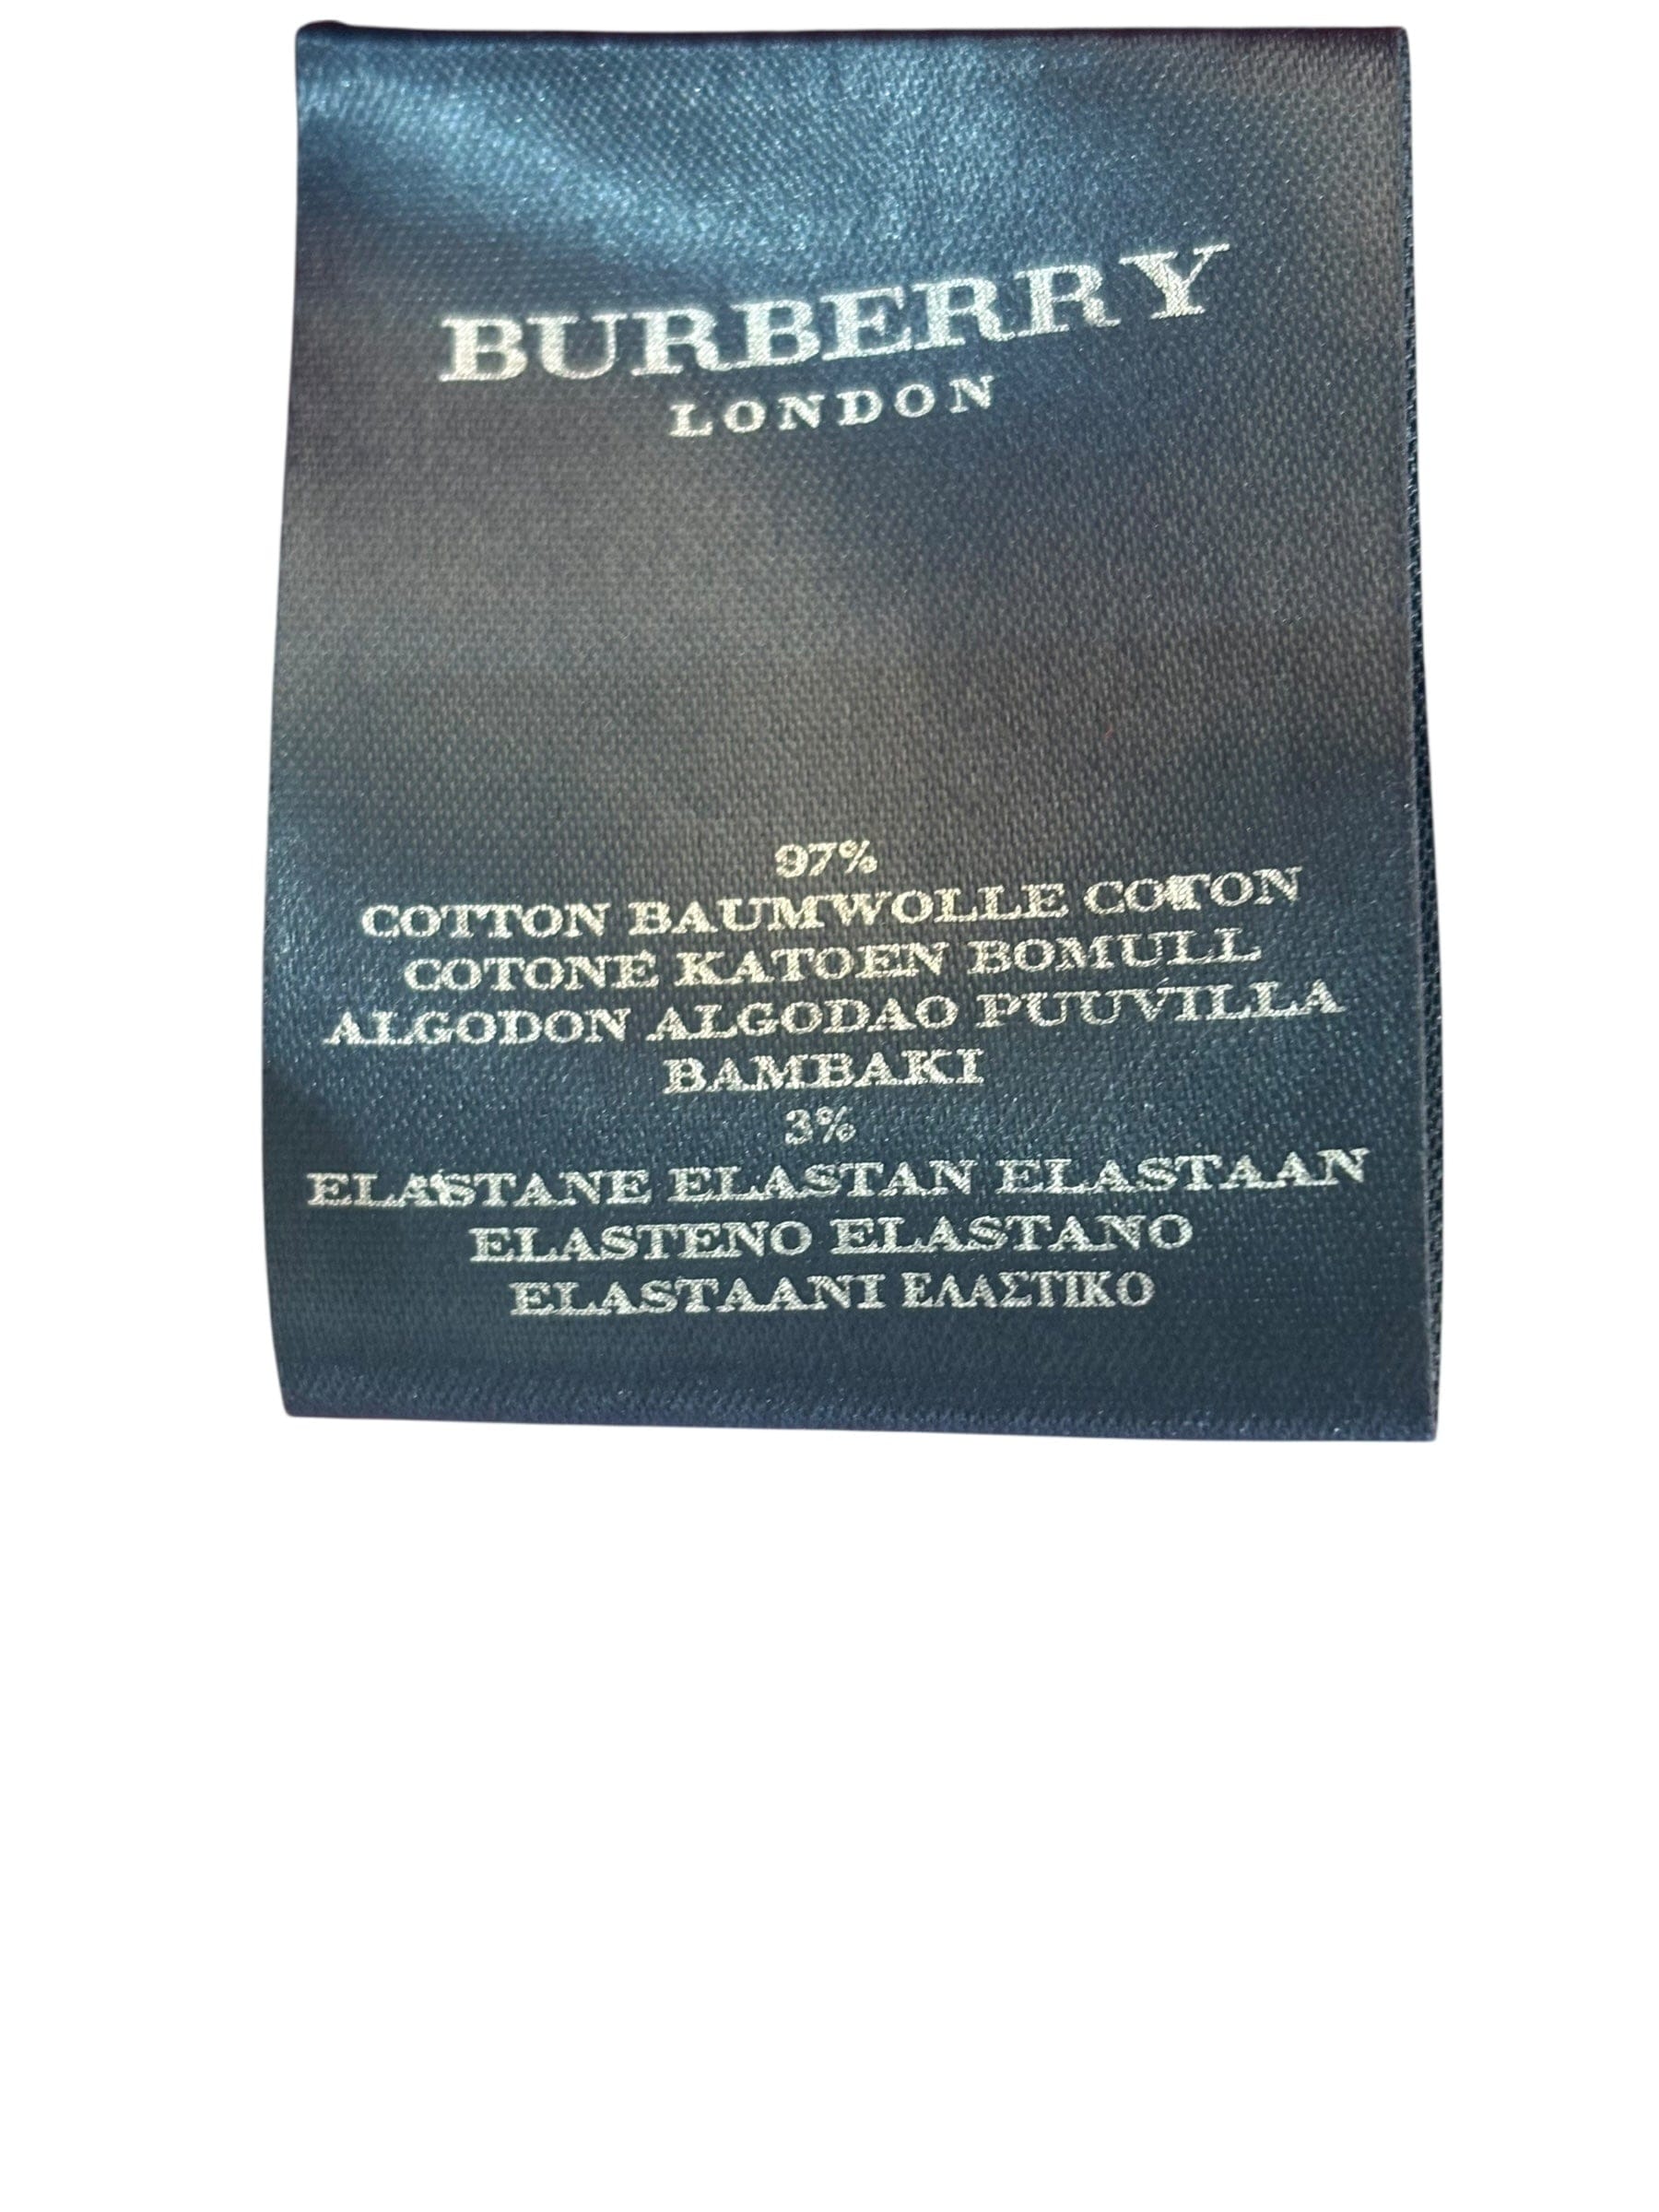 BURBERRY
LONDON
97%
COTTON BAUMWOLLE COTON
COTONE KATOEN BOMULL
ALGODON ALGODAO PUUVILLA
BAMBAKI
3%
ELASTANE ELASTAN ELASTAAN
ELASTENO ELASTANO
ELASTAANI ΕΛΑΣΤΙΚΟ